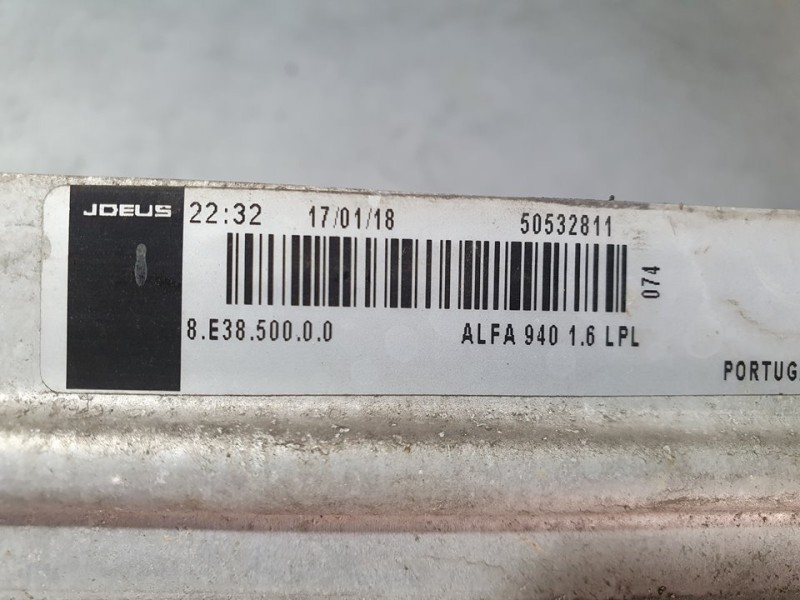 JDEUS 22:32 17/01/18 50532811
074
8.E38.500.0.0 ALFA 940 1.6 LPL
PORTUG